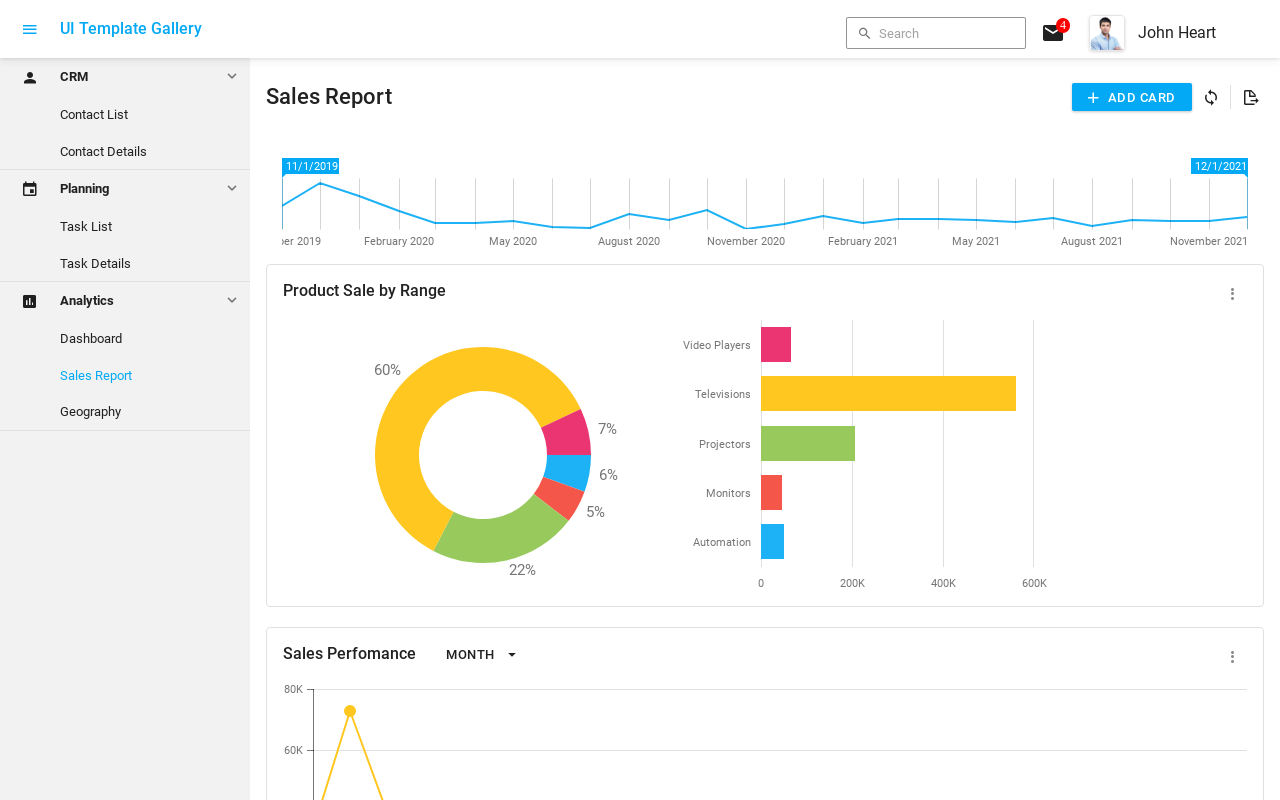 UI Template Gallery
Search
4
John Heart
CRM
Contact List
Contact Details
Planning
Task List
Task Details
Analytics
Dashboard
Sales Report
Geography
Sales Report
ADD CARD
11/1/2019
12/1/2021
ber 2019
February 2020
May 2020
August 2020
November 2020
February 2021
May 2021
August 2021
November 2021
Product Sale by Range
60%
7%
6%
5%
22%
Video Players
Televisions
Projectors
Monitors
Automation
0
200K
400K
600K
Sales Perfomance
MONTH
80K
60K